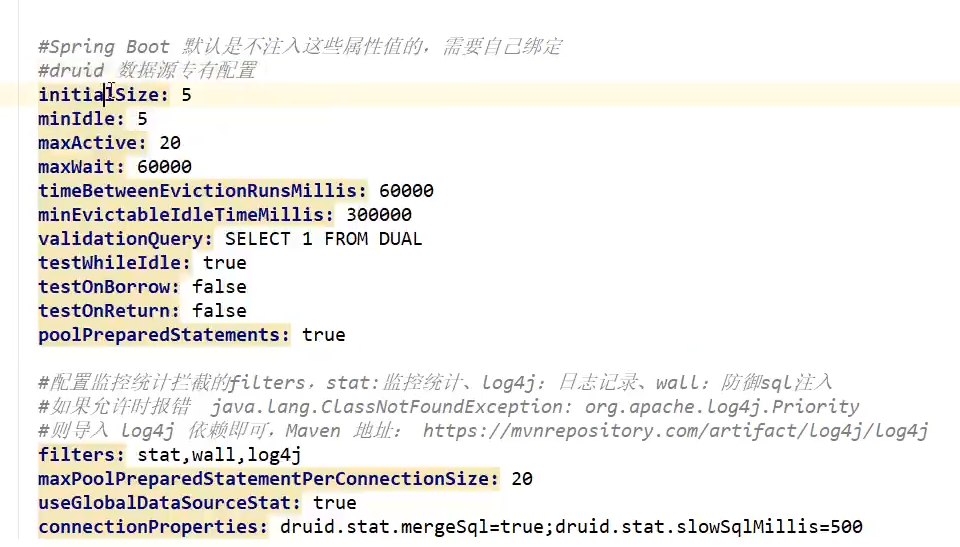 #Spring Boot 默认是不注入这些属性值的，需要自己绑定
#druid 数据源专有配置
initialSize: 5
minIdle: 5
maxActive: 20
maxWait: 60000
timeBetweenEvictionRunsMillis: 60000
minEvictableIdleTimeMillis: 300000
validationQuery: SELECT 1 FROM DUAL
testWhileIdle: true
testOnBorrow: false
testOnReturn: false
poolPreparedStatements: true
#配置监控统计拦截的filters，stat:监控统计、log4j：日志记录、wall：防御sql注入
#如果允许时报错  java.lang.ClassNotFoundException: org.apache.log4j.Priority
#则导入 Log4j 依赖即可，Maven 地址： https://mvnrepository.com/artifact/log4j/log4j
filters: stat,wall,log4j
maxPoolPreparedStatementPerConnectionSize: 20
useGlobalDataSourceStat: true
connectionProperties: druid.stat.mergeSql=true;druid.stat.slowSqlMillis=500